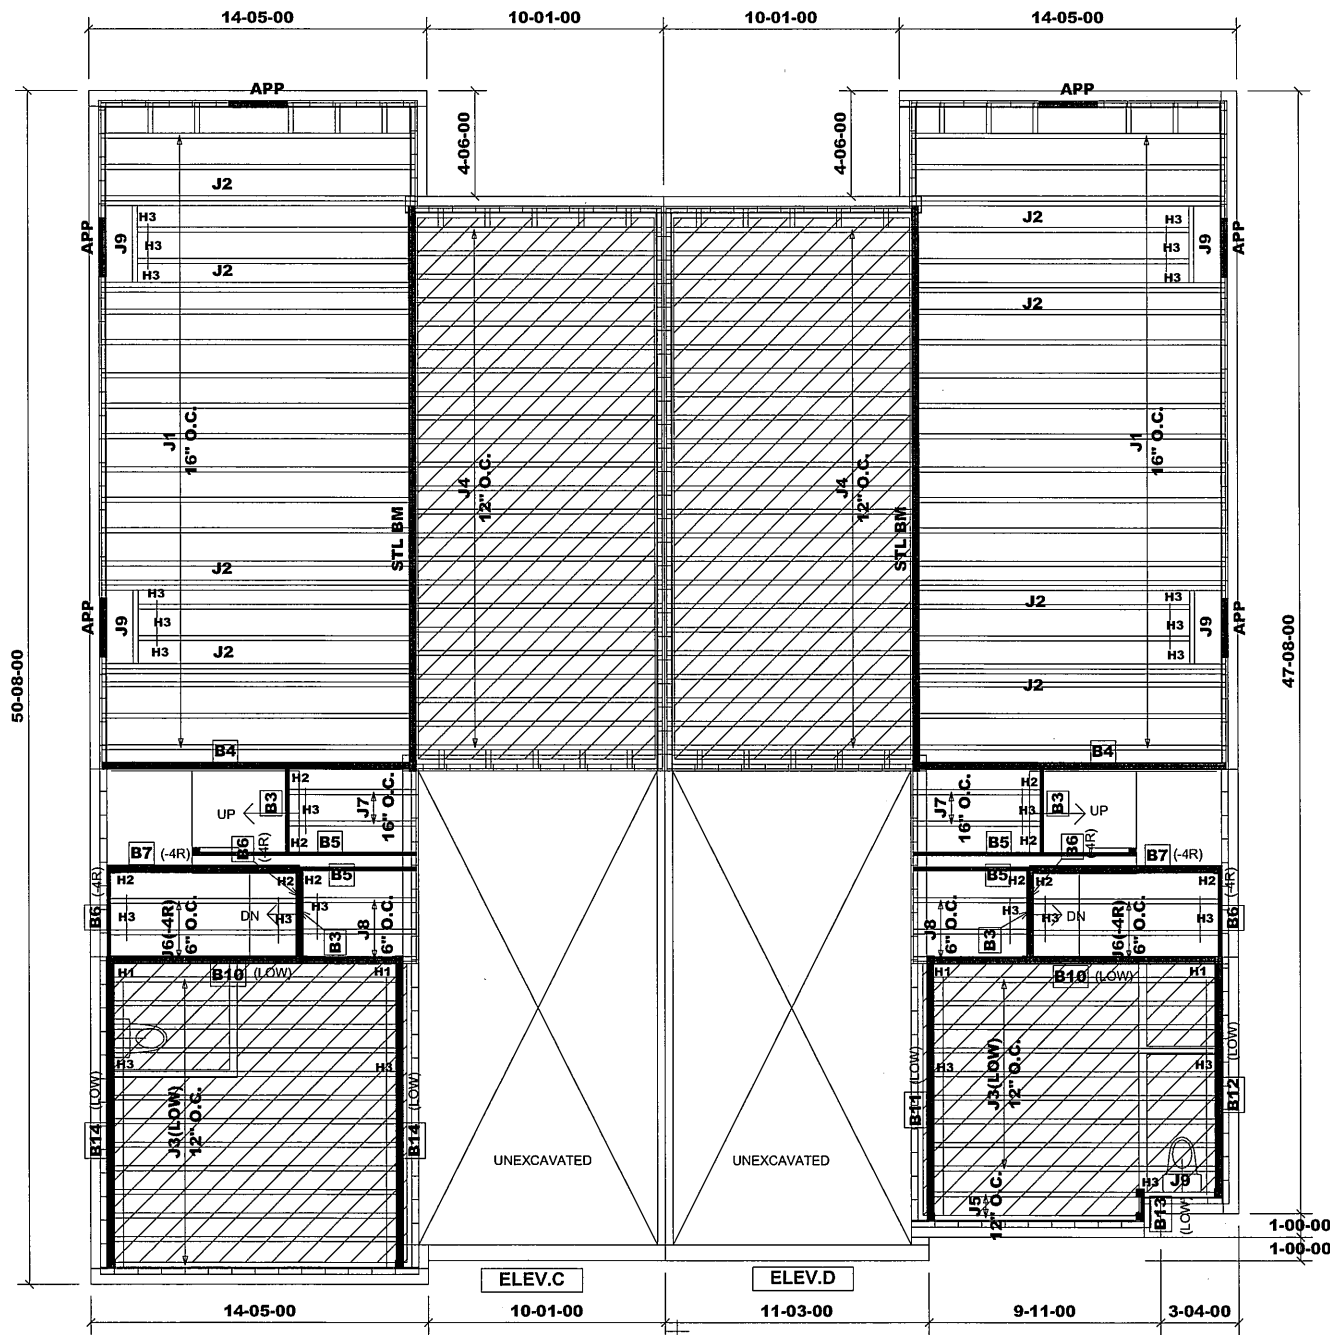 14-05-00 10-01-00 10-01-00 14-05-00
APP APP
4-06-00 4-06-00
J2 J2
APP J9 H3 H3 J9 APP
H3 H3
H3 J2 H3
J2
J1 16" O.C. J4 12" O.C. J4 12" O.C. J1 16" O.C.
STL BM STL BM
J2
APP J9 H3 J2 H3 J9 APP
H3 H3
H3 J2 H3
J2
50-08-00 47-08-00
B4 B4
H2 H2
UP B3 H3 J7 16" O.C. J7 16" O.C. H3 B3 UP
H2 B5 B5 H2
B7 (-4R) B6 (-4R) B6 (-4R) B7 (-4R)
B5 B5
H2 H2 H2 H2 H2 H2
B6 (-4R) H3 J6(-4R) 6" O.C. DN H3 B3 J8 6" O.C. J8 6" O.C. B3 H3 H3 DN J6(-4R) 6" O.C. H3 B6 (-4R)
H1 B10 (LOW) H1 H1 B10 (LOW) H1
H3 H3 H3 H3
B14 (LOW) J3(LOW) 12" O.C. B14 (LOW) B11 (LOW) J3(LOW) 12" O.C. B12 (LOW)
UNEXCAVATED UNEXCAVATED
H3 J9
J5 12" O.C. B13 (LOW)
1-00-00
1-00-00
ELEV.C ELEV.D
14-05-00 10-01-00 11-03-00 9-11-00 3-04-00